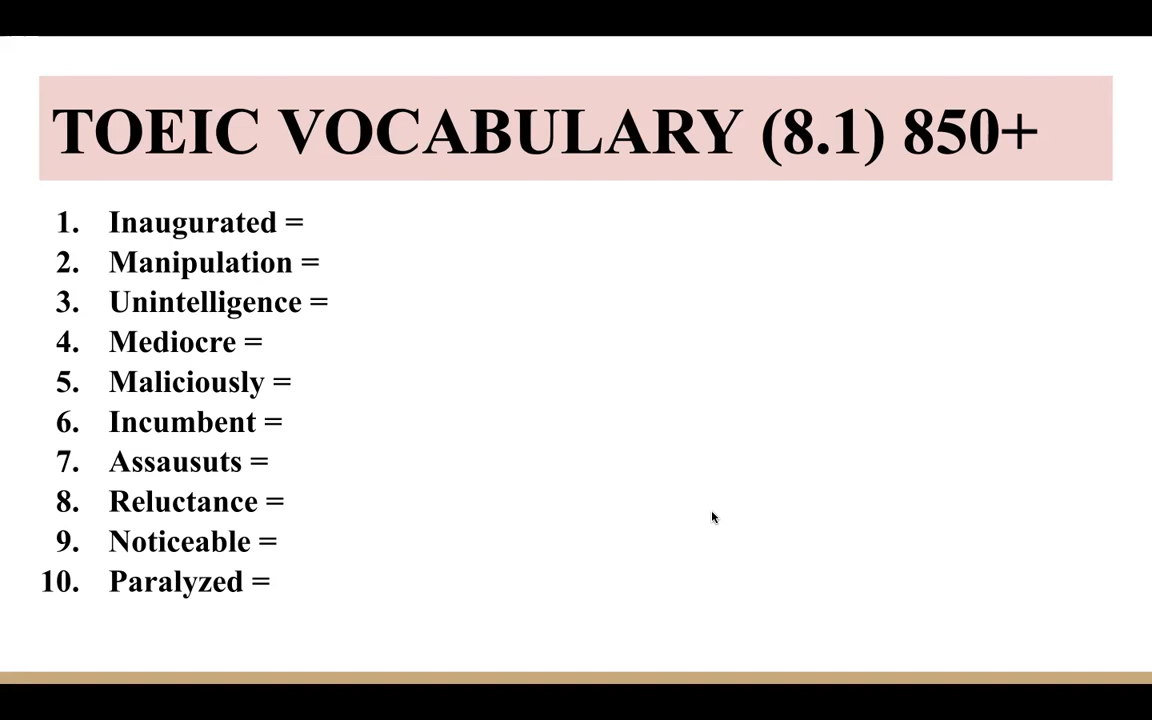 TOEIC VOCABULARY (8.1) 850+
1. Inaugurated =
2. Manipulation =
3. Unintelligence =
4. Mediocre =
5. Maliciously =
6. Incumbent =
7. Assausuts =
8. Reluctance =
9. Noticeable =
10. Paralyzed =